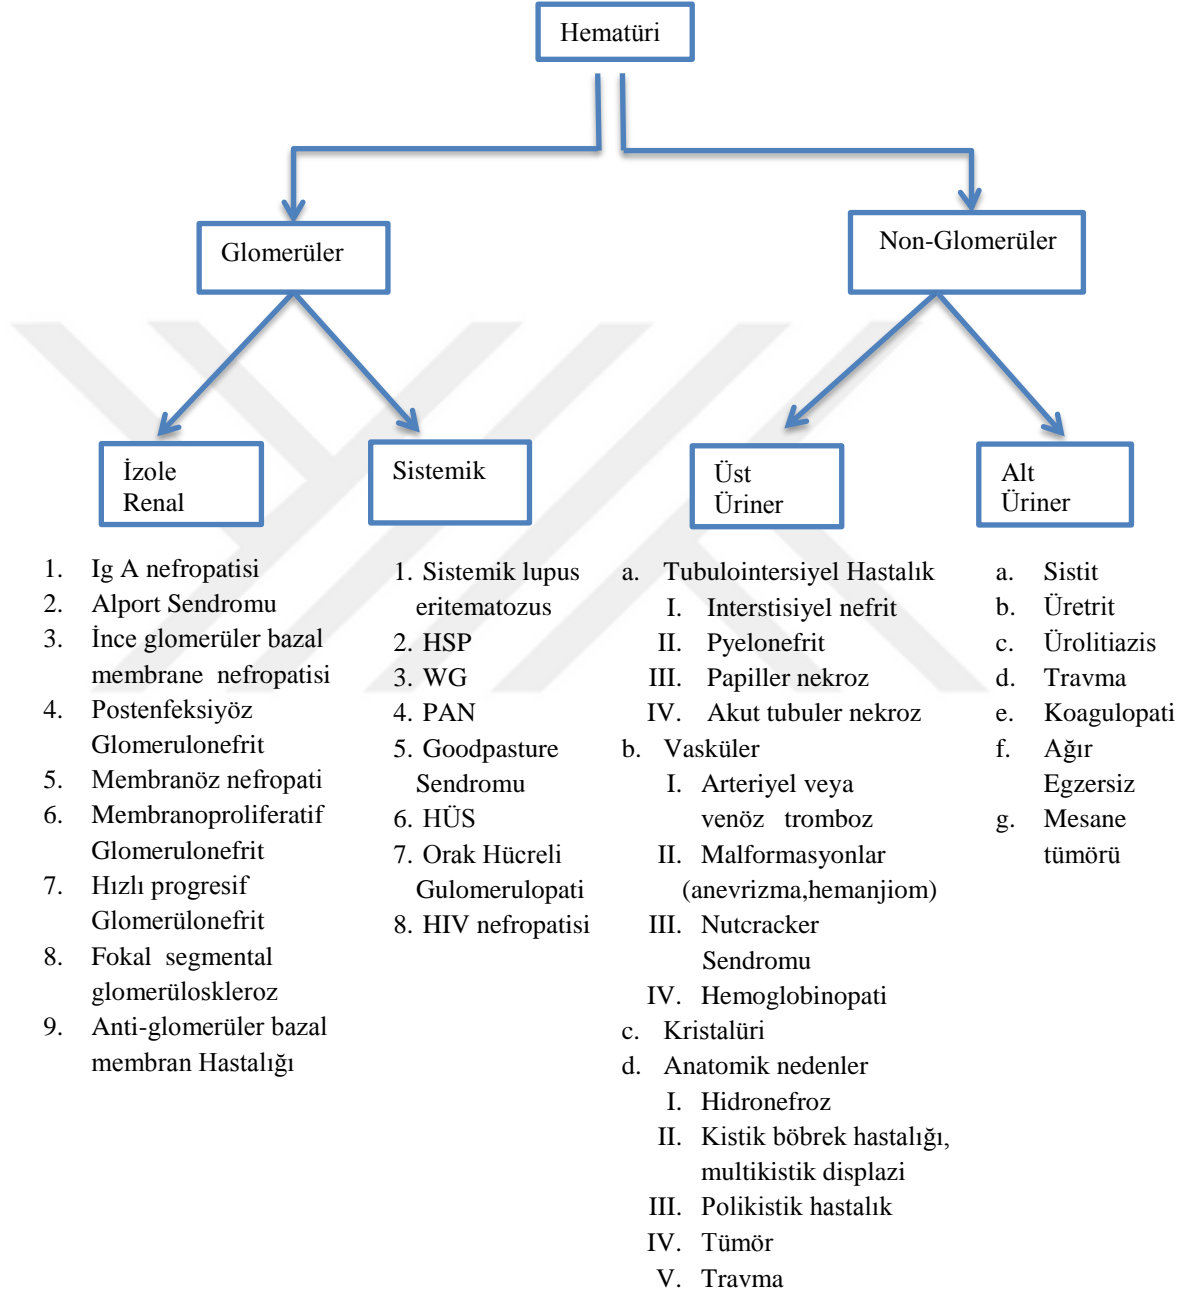 Hematüri
Glomerüler
Non-Glomerüler
İzole
Renal
Sistemik
Üst
Üriner
Alt
Üriner
1. Ig A nefropatisi
2. Alport Sendromu
3. İnce glomerüler bazal
membrane nefropatisi
4. Postenfeksiyöz
Glomerulonefrit
5. Membranöz nefropati
6. Membranoproliferatif
Glomerulonefrit
7. Hızlı progresif
Glomerülonefrit
8. Fokal segmental
glomerüloskleroz
9. Anti-glomerüler bazal
membran Hastalığı
1. Sistemik lupus
eritematozus
2. HSP
3. WG
4. PAN
5. Goodpasture
Sendromu
6. HÜS
7. Orak Hücreli
Gulomerulopati
8. HIV nefropatisi
a. Tubulointersiyel Hastalık
I. Interstisiyel nefrit
II. Pyelonefrit
III. Papiller nekroz
IV. Akut tubuler nekroz
b. Vasküler
I. Arteriyel veya
venöz tromboz
II. Malformasyonlar
(anevrizma,hemanjiom)
III. Nutcracker
Sendromu
IV. Hemoglobinopati
c. Kristalüri
d. Anatomik nedenler
I. Hidronefroz
II. Kistik böbrek hastalığı,
multikistik displazi
III. Polikistik hastalık
IV. Tümör
V. Travma
a. Sistit
b. Üretrit
c. Ürolitiazis
d. Travma
e. Koagulopati
f. Ağır
Egzersiz
g. Mesane
tümörü